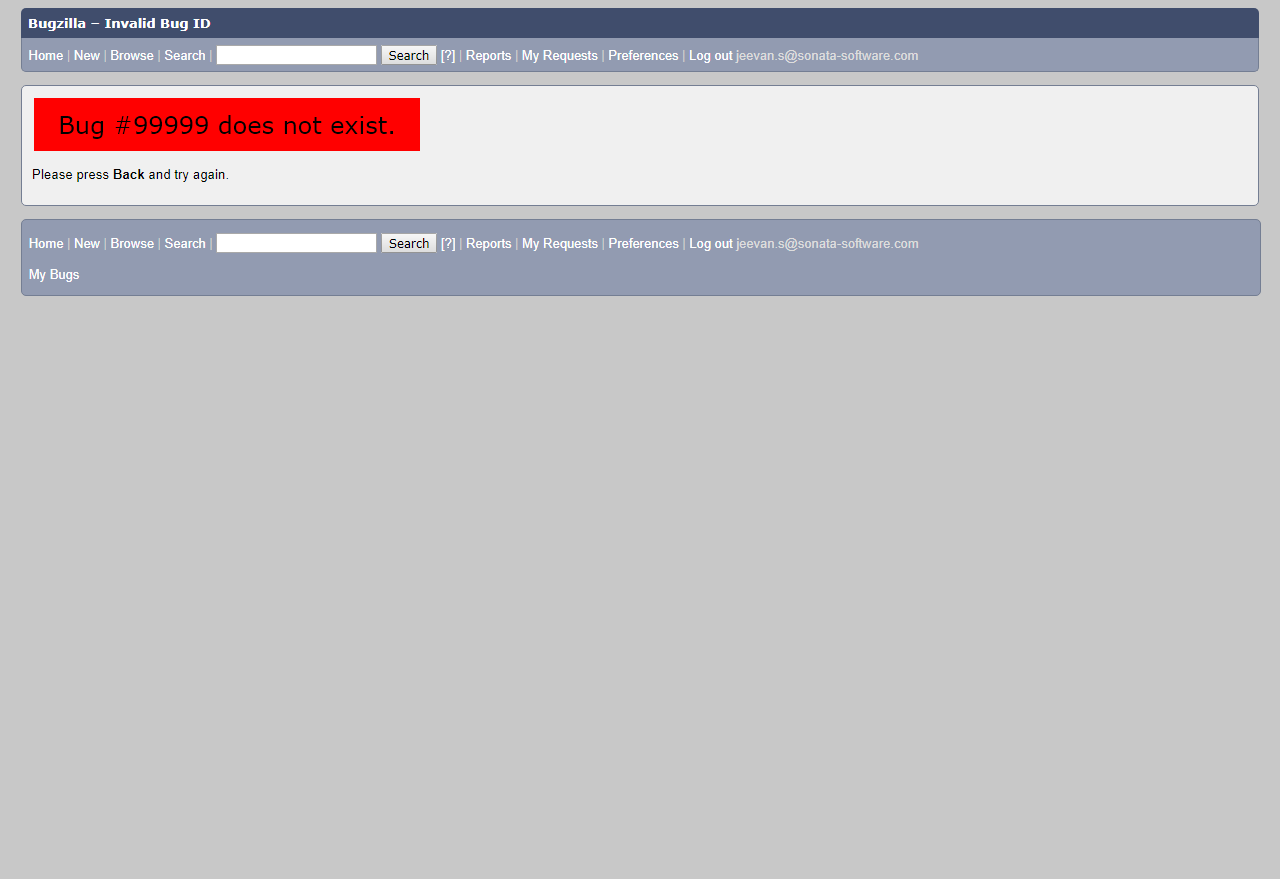 Bugzilla – Invalid Bug ID
Home | New | Browse | Search | Search [?] | Reports | My Requests | Preferences | Log out jeevan.s@sonata-software.com
Bug #99999 does not exist.
Please press Back and try again.
Home | New | Browse | Search | Search [?] | Reports | My Requests | Preferences | Log out jeevan.s@sonata-software.com
My Bugs